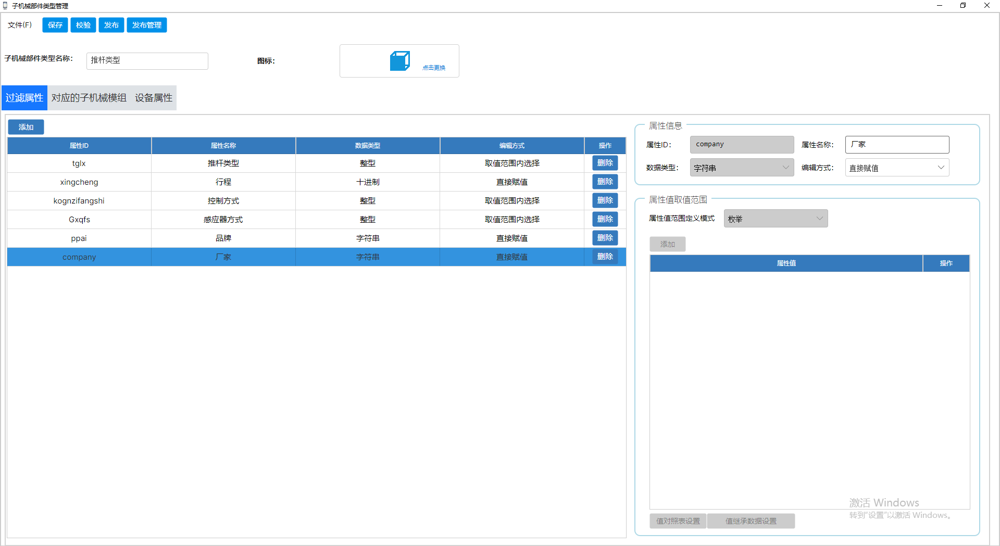 子机械部件类型管理
文件(F) 保存 校验 发布 发布管理
子机械部件类型名称： 推杆类型 图标： 点击更换
过滤属性 对应的子机械模组 设备属性
添加
属性ID 属性名称 数据类型 编辑方式 操作
tglx 推杆类型 整型 取值范围内选择 删除
xingcheng 行程 十进制 直接赋值 删除
kognzifangshi 控制方式 整型 取值范围内选择 删除
Gxqfs 感应器方式 整型 取值范围内选择 删除
ppai 品牌 字符串 直接赋值 删除
company 厂家 字符串 直接赋值 删除
属性信息
属性ID： company 属性名称： 厂家
数据类型： 字符串 编辑方式： 直接赋值
属性值取值范围
属性值范围定义模式 枚举
添加
属性值 操作
值对照表设置 值继承数据设置
激活 Windows
转到"设置"以激活 Windows。